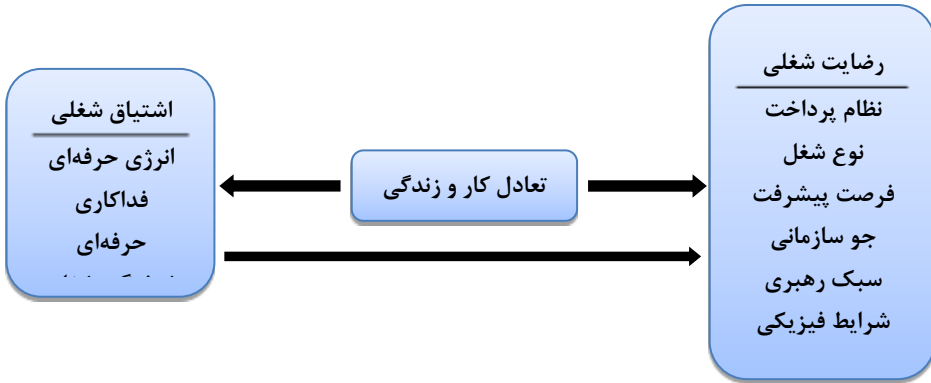 رضایت شغلی
نظام پرداخت
نوع شغل
فرصت پیشرفت
جو سازمانی
سبک رهبری
شرایط فیزیکی
تعادل کار و زندگی
اشتیاق شغلی
انرژی حرفه‌ای
فداکاری
حرفه‌ای